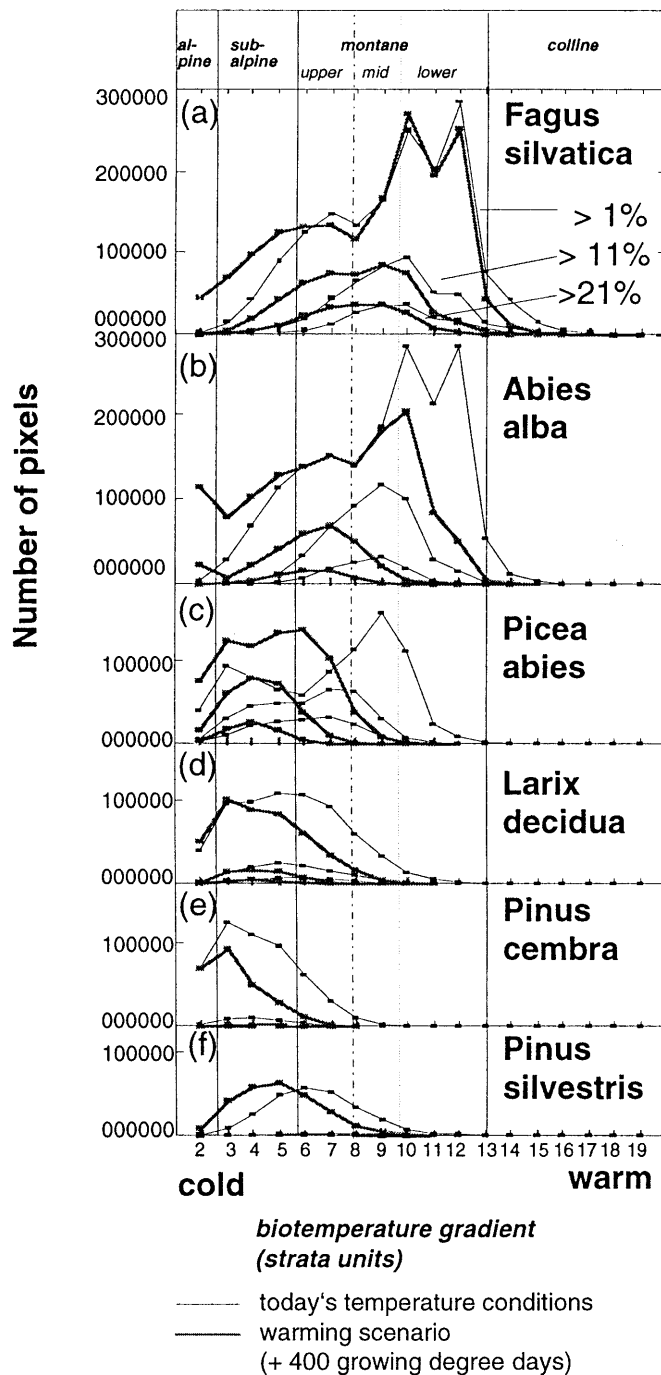 al-
pine
sub-
alpine
montane
colline
upper mid lower
300000
(a)
Fagus
silvatica
200000
> 1%
> 11%
100000
>21%
000000
300000
(b)
Abies
alba
200000
100000
000000
Number of pixels
(c)
Picea
abies
100000
000000
(d)
Larix
decidua
100000
000000
(e)
Pinus
cembra
100000
000000
(f)
Pinus
silvestris
100000
000000
2 3 4 5 6 7 8 9 10 11 12 13 14 15 16 17 18 19
cold warm
biotemperature gradient
(strata units)
today's temperature conditions
warming scenario
(+ 400 growing degree days)